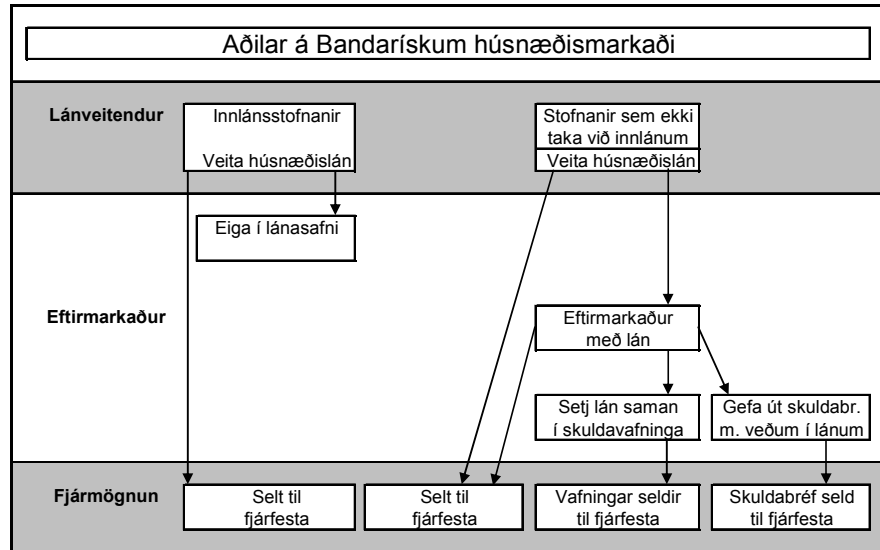 Aðilar á Bandarískum húsnæðismarkaði
Lánveitendur
Innlánsstofnanir
Veita húsnæðislán
Stofnanir sem ekki
taka við innlánum
Veita húsnæðislán
Eiga í lánasafni
Eftirmarkaður
Eftirmarkaður
með lán
Setj lán saman
í skuldavafninga
Gefa út skuldabr.
m. veðum í lánum
Fjármögnun
Selt til
fjárfesta
Selt til
fjárfesta
Vafningar seldir
til fjárfesta
Skuldabréf seld
til fjárfesta